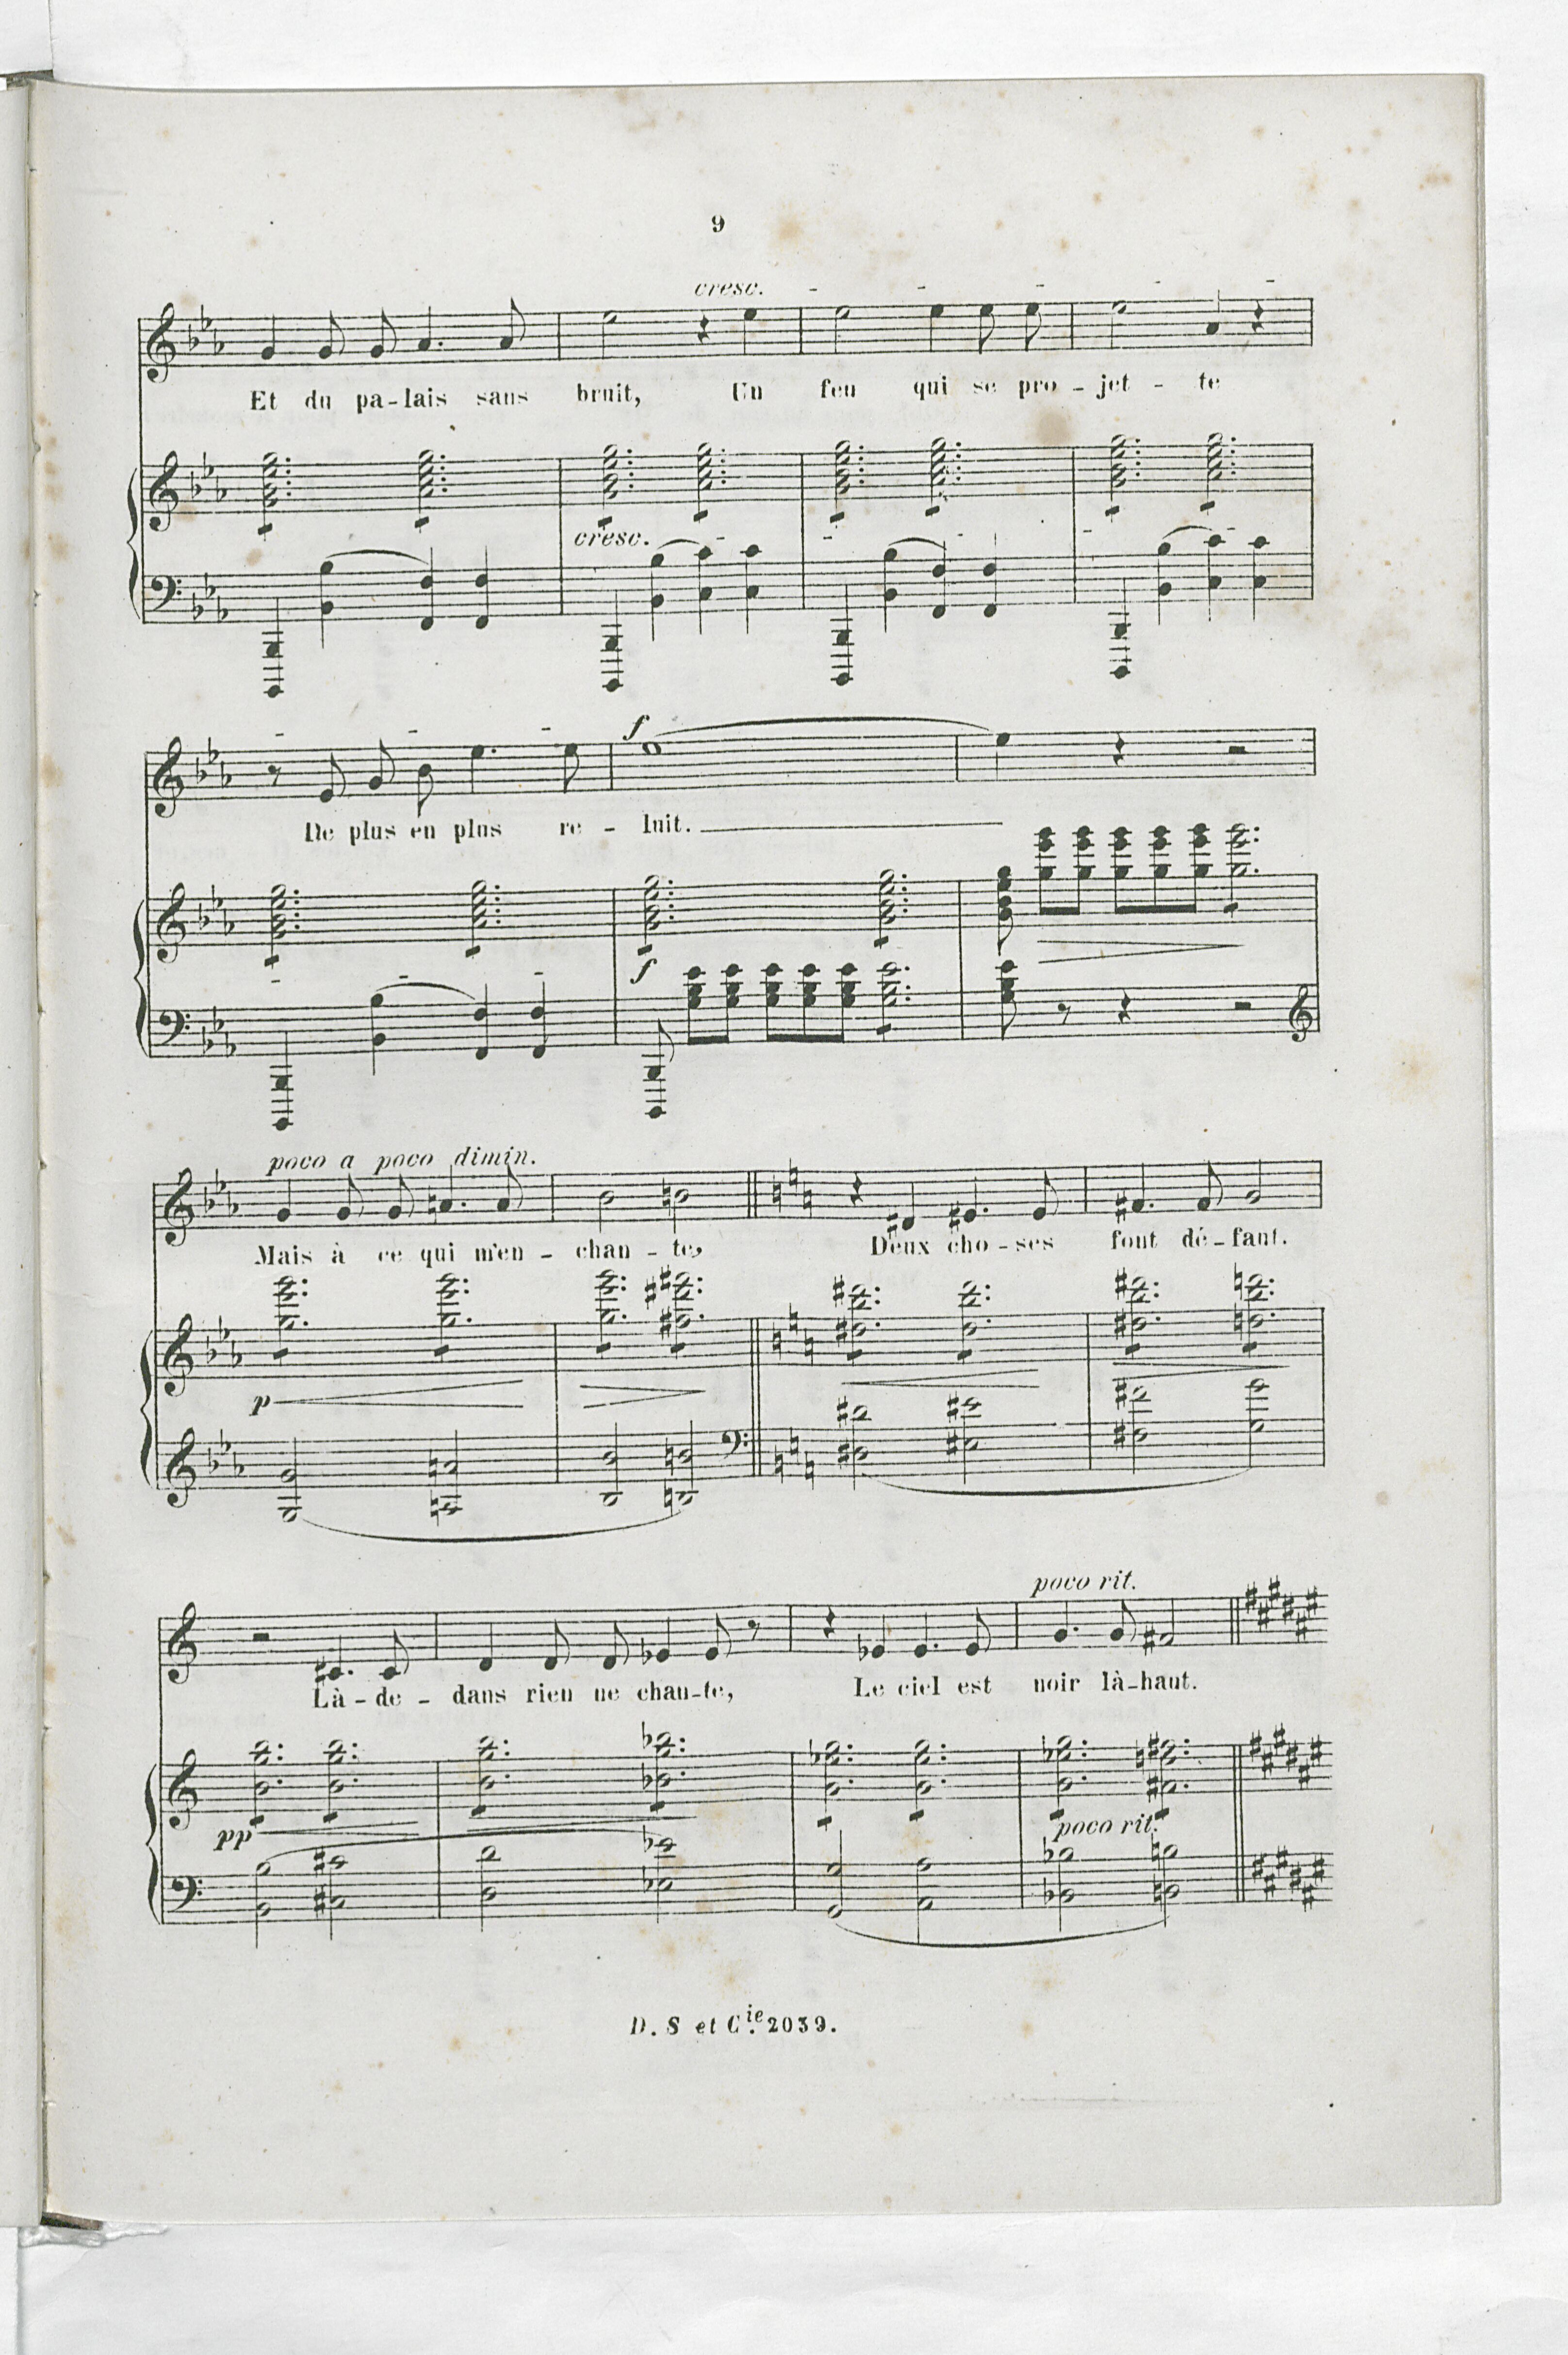 9
cresc.
Et du pa-lais sans bruit, Un feu qui se pro-jet-te
cresc.
f
De plus en plus re-luit.
f
poco a poco dimin.
Mais à ce qui m'en-chan-te, Deux cho-ses font dé-faut.
p
poco rit.
Là-de-dans rien ne chan-te, Le ciel est noir là-haut.
pp
poco rit.
D. S et C.ie 2039.